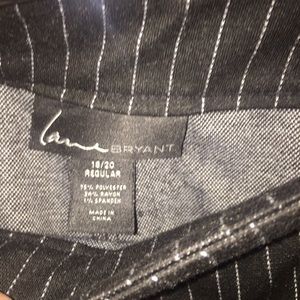 Lane BRYANT
18/20
REGULAR
75% POLYESTER
24% RAYON
1% SPANDEX
MADE IN
CHINA